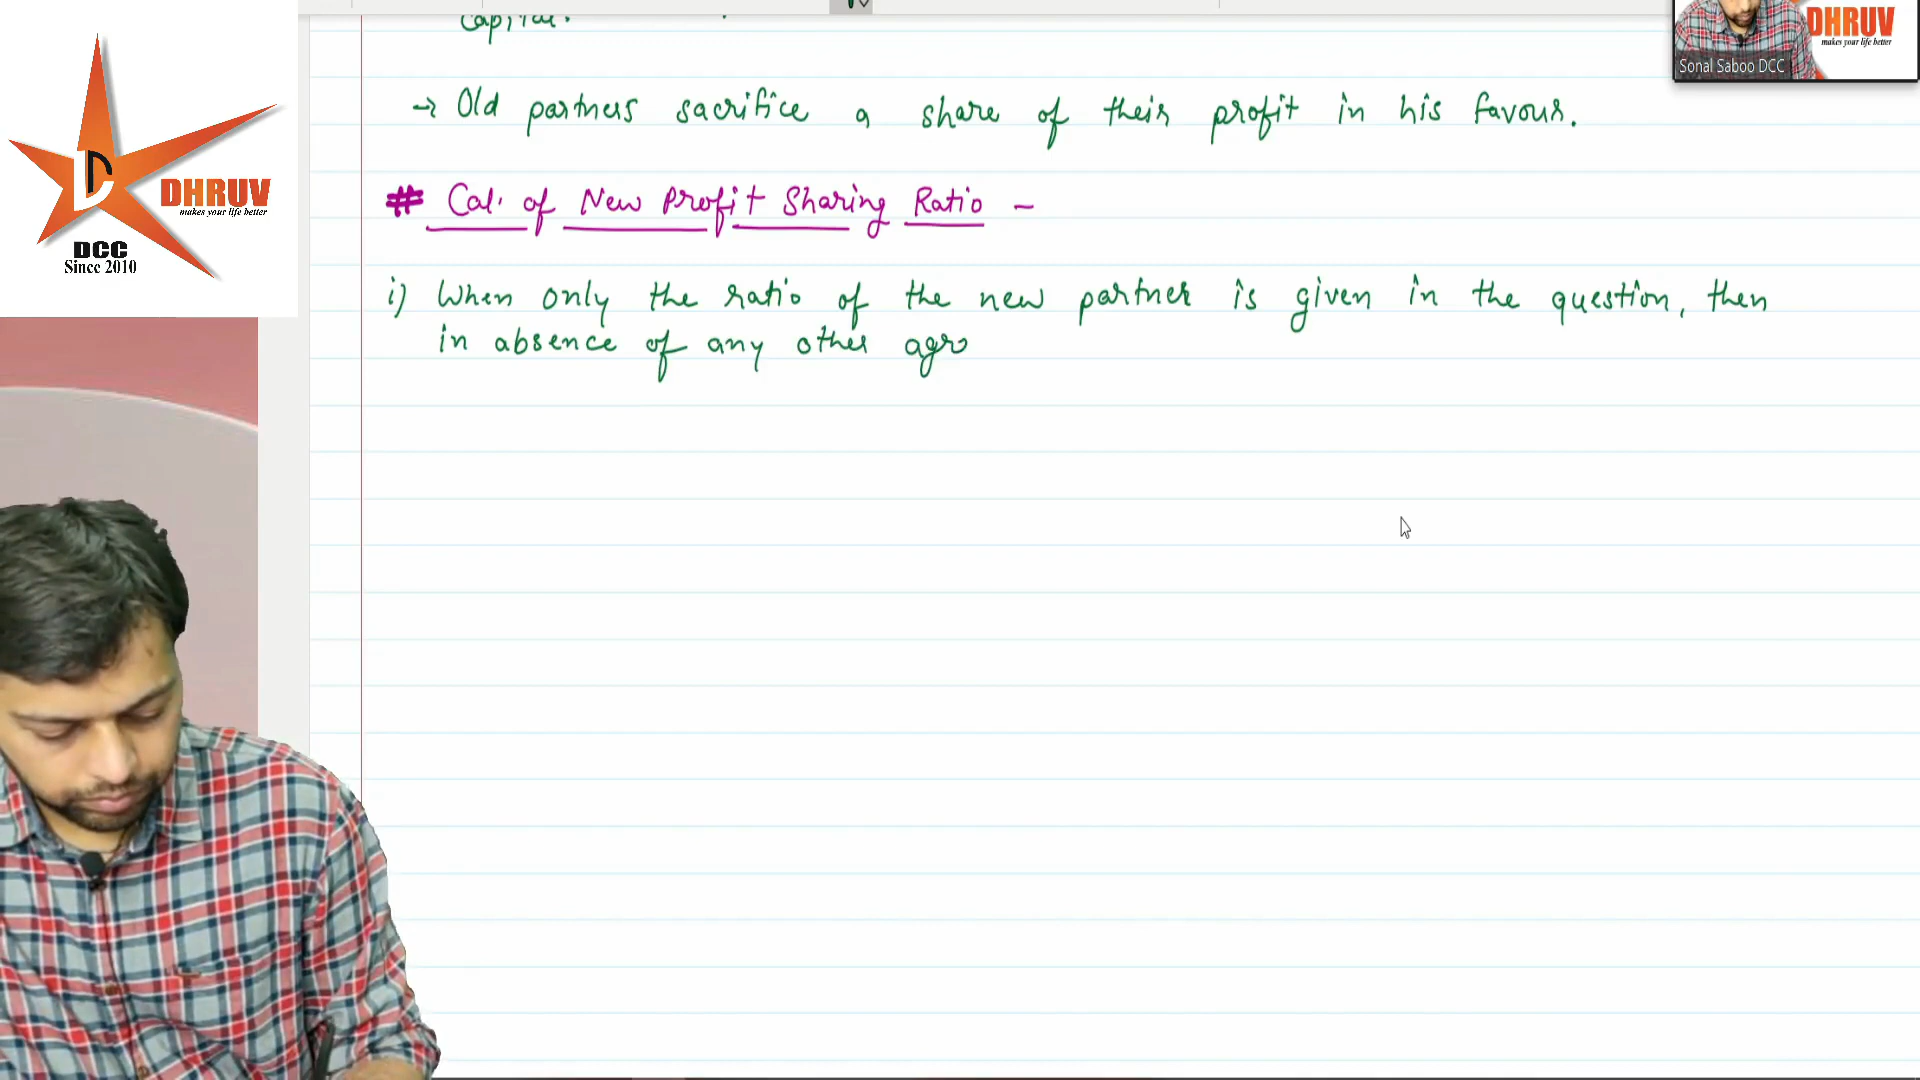 capital.
→ Old partners sacrifice a share of their profit in his favour.
# Cal. of New Profit Sharing Ratio -
i) When only the ratio of the new partner is given in the question, then
in absence of any other agr
DHRUV
makes your life better
DCC
Since 2010
DHRUV
makes your life better
Sonal Saboo DCC